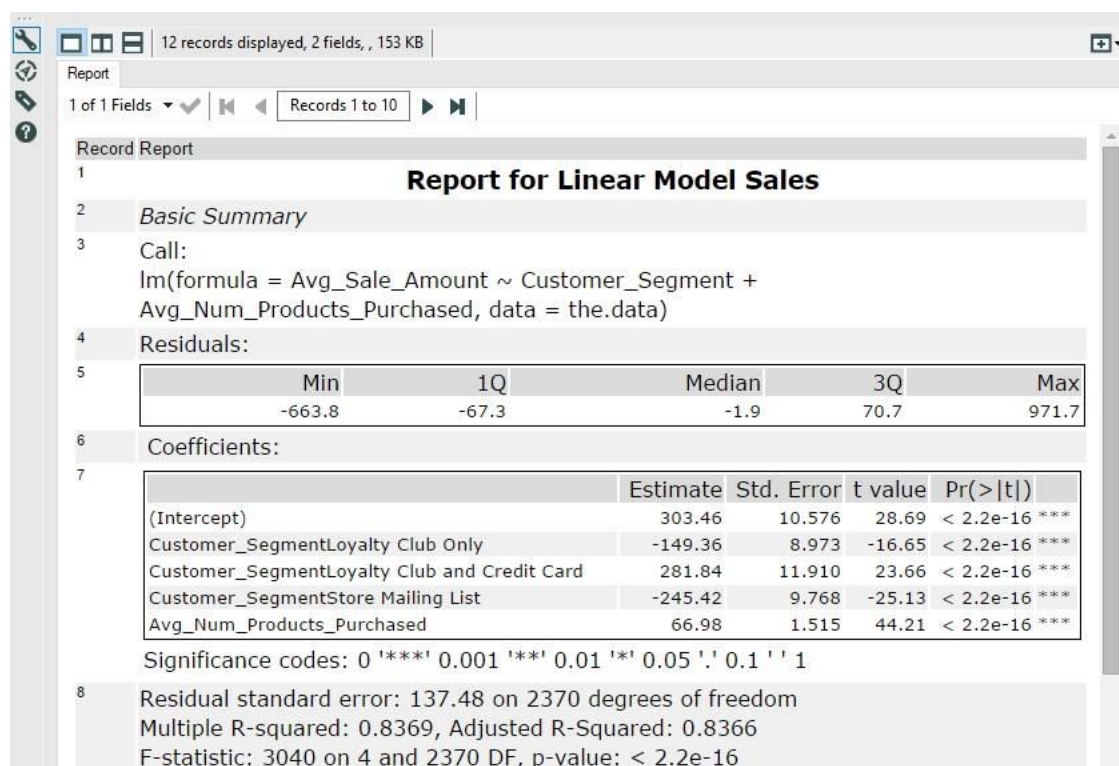 12 records displayed, 2 fields, , 153 KB
Report
1 of 1 Fields Records 1 to 10
Record Report
1 Report for Linear Model Sales
2 Basic Summary
3 Call:
lm(formula = Avg_Sale_Amount ~ Customer_Segment +
Avg_Num_Products_Purchased, data = the.data)
4 Residuals:
5 Min 1Q Median 3Q Max
-663.8 -67.3 -1.9 70.7 971.7
6 Coefficients:
7 Estimate Std. Error t value Pr(>|t|)
(Intercept) 303.46 10.576 28.69 < 2.2e-16 ***
Customer_SegmentLoyalty Club Only -149.36 8.973 -16.65 < 2.2e-16 ***
Customer_SegmentLoyalty Club and Credit Card 281.84 11.910 23.66 < 2.2e-16 ***
Customer_SegmentStore Mailing List -245.42 9.768 -25.13 < 2.2e-16 ***
Avg_Num_Products_Purchased 66.98 1.515 44.21 < 2.2e-16 ***
Significance codes: 0 '***' 0.001 '**' 0.01 '*' 0.05 '.' 0.1 ' ' 1
8 Residual standard error: 137.48 on 2370 degrees of freedom
Multiple R-squared: 0.8369, Adjusted R-Squared: 0.8366
F-statistic: 3040 on 4 and 2370 DF, p-value: < 2.2e-16